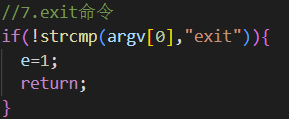 //7.exit命令
if(!strcmp(argv[0],"exit")){
  e=1;
  return;
}